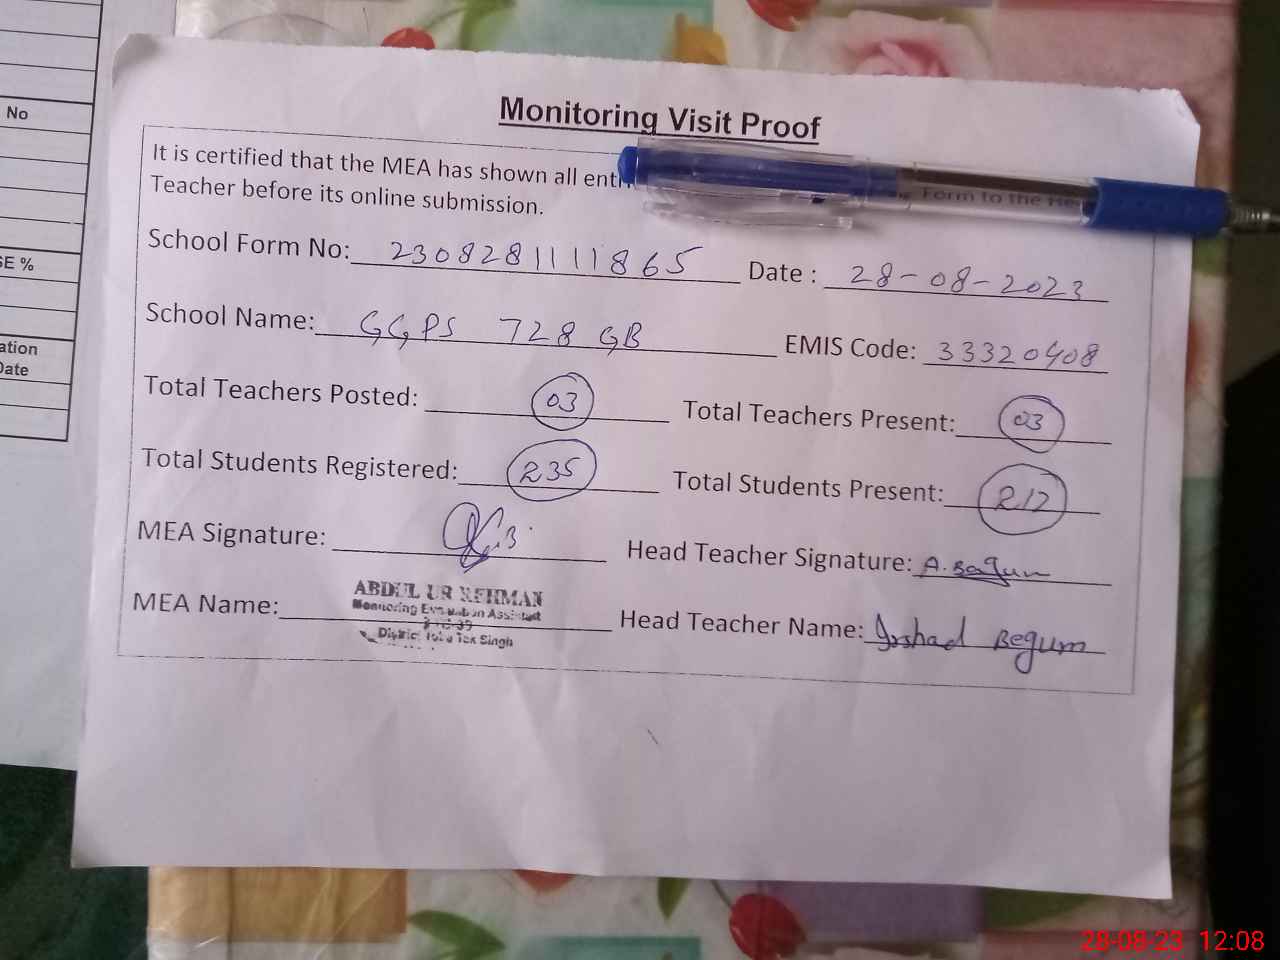 No
SE %
ation
Date
Monitoring Visit Proof
It is certified that the MEA has shown all Form to the
Teacher before its online submission.
School Form No: 2308281111865 Date : 28-08-2023
School Name: GGPS 728 GB EMIS Code: 33320408
Total Teachers Posted: 03 Total Teachers Present: 03
Total Students Registered: 235 Total Students Present: 217
MEA Signature: Head Teacher Signature: A. Begum
MEA Name: ABDUL UR REHMAN Head Teacher Name: Irshad Begum
Monitoring Evaluation Assistant
District Toba Tek Singh
28-08-23 12:08